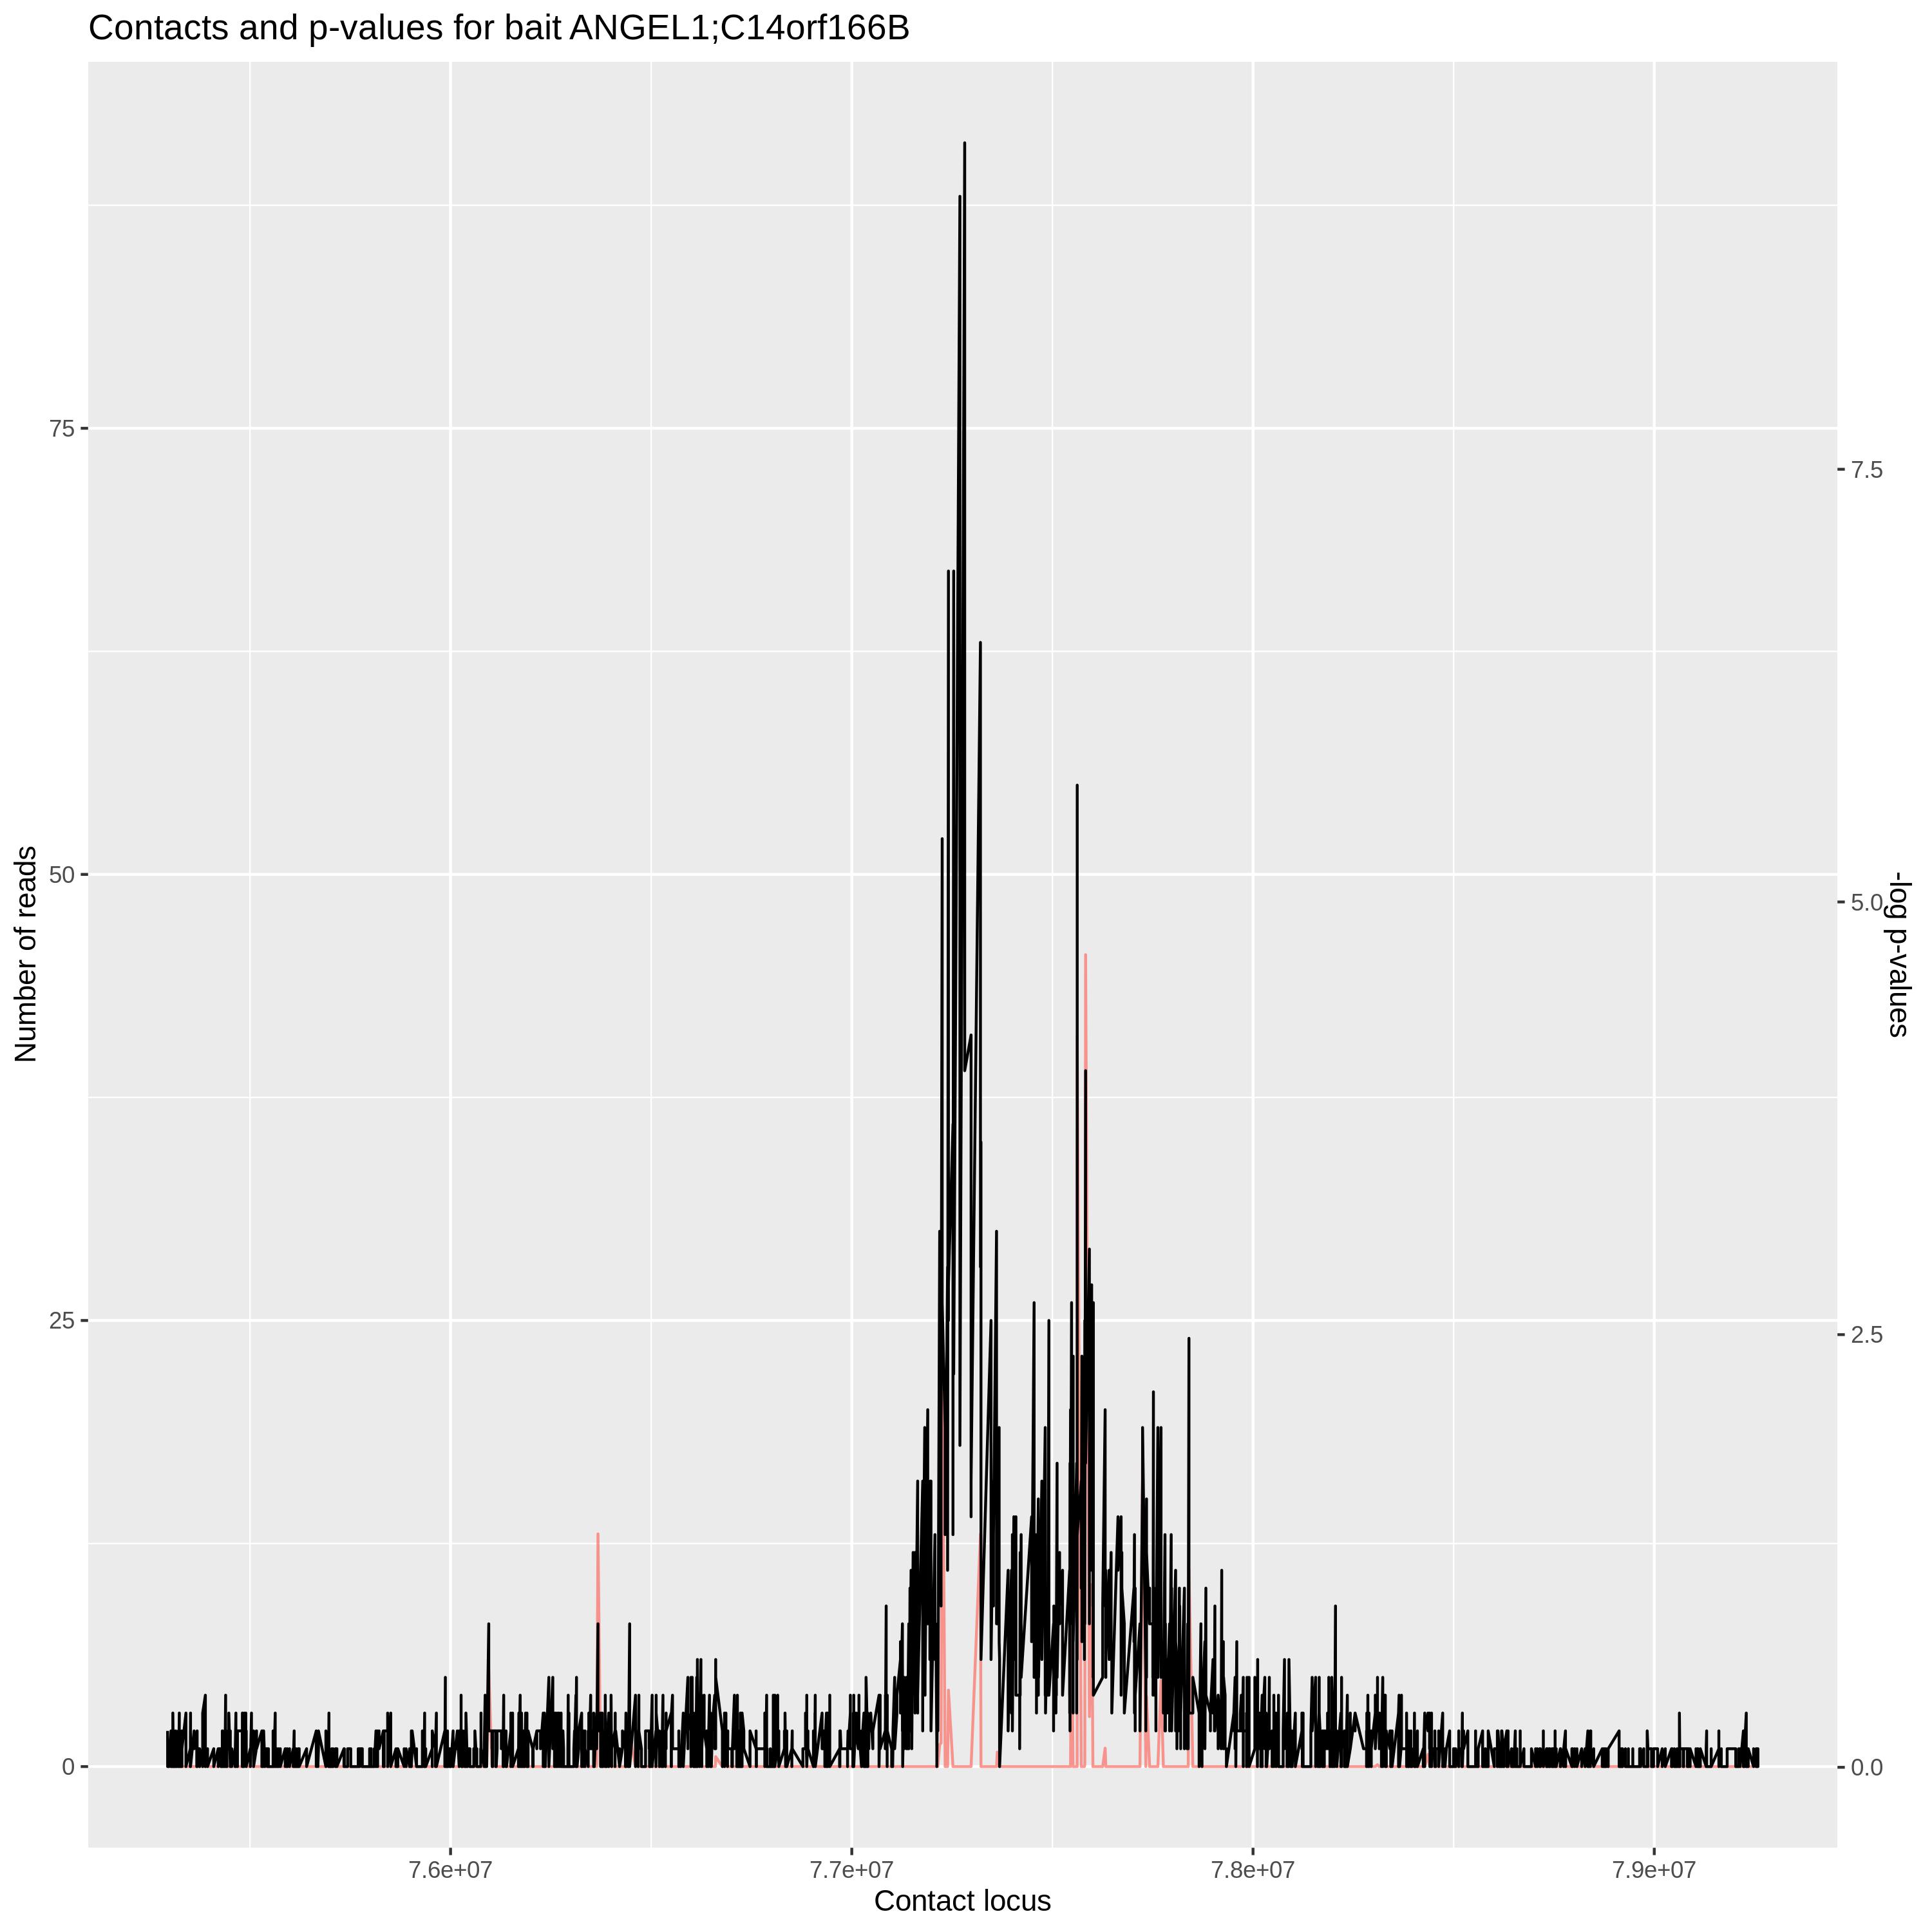 Contacts and p-values for bait ANGEL1;C14orf166B
75
50
25
0
Number of reads
7.5
5.0
2.5
0.0
-log p-values
7.6e+07
7.7e+07
7.8e+07
7.9e+07
Contact locus